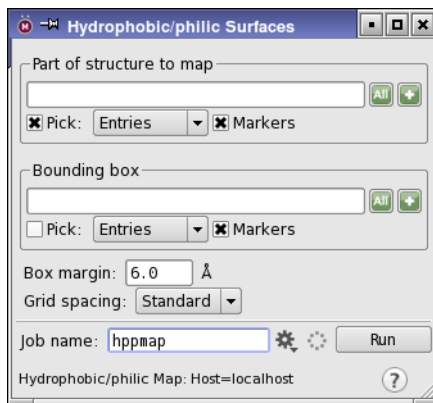 Hydrophobic/philic Surfaces
Part of structure to map
All
Pick: Entries Markers
Bounding box
All
Pick: Entries Markers
Box margin: 6.0 Å
Grid spacing: Standard
Job name: hppmap Run
Hydrophobic/philic Map: Host=localhost ?